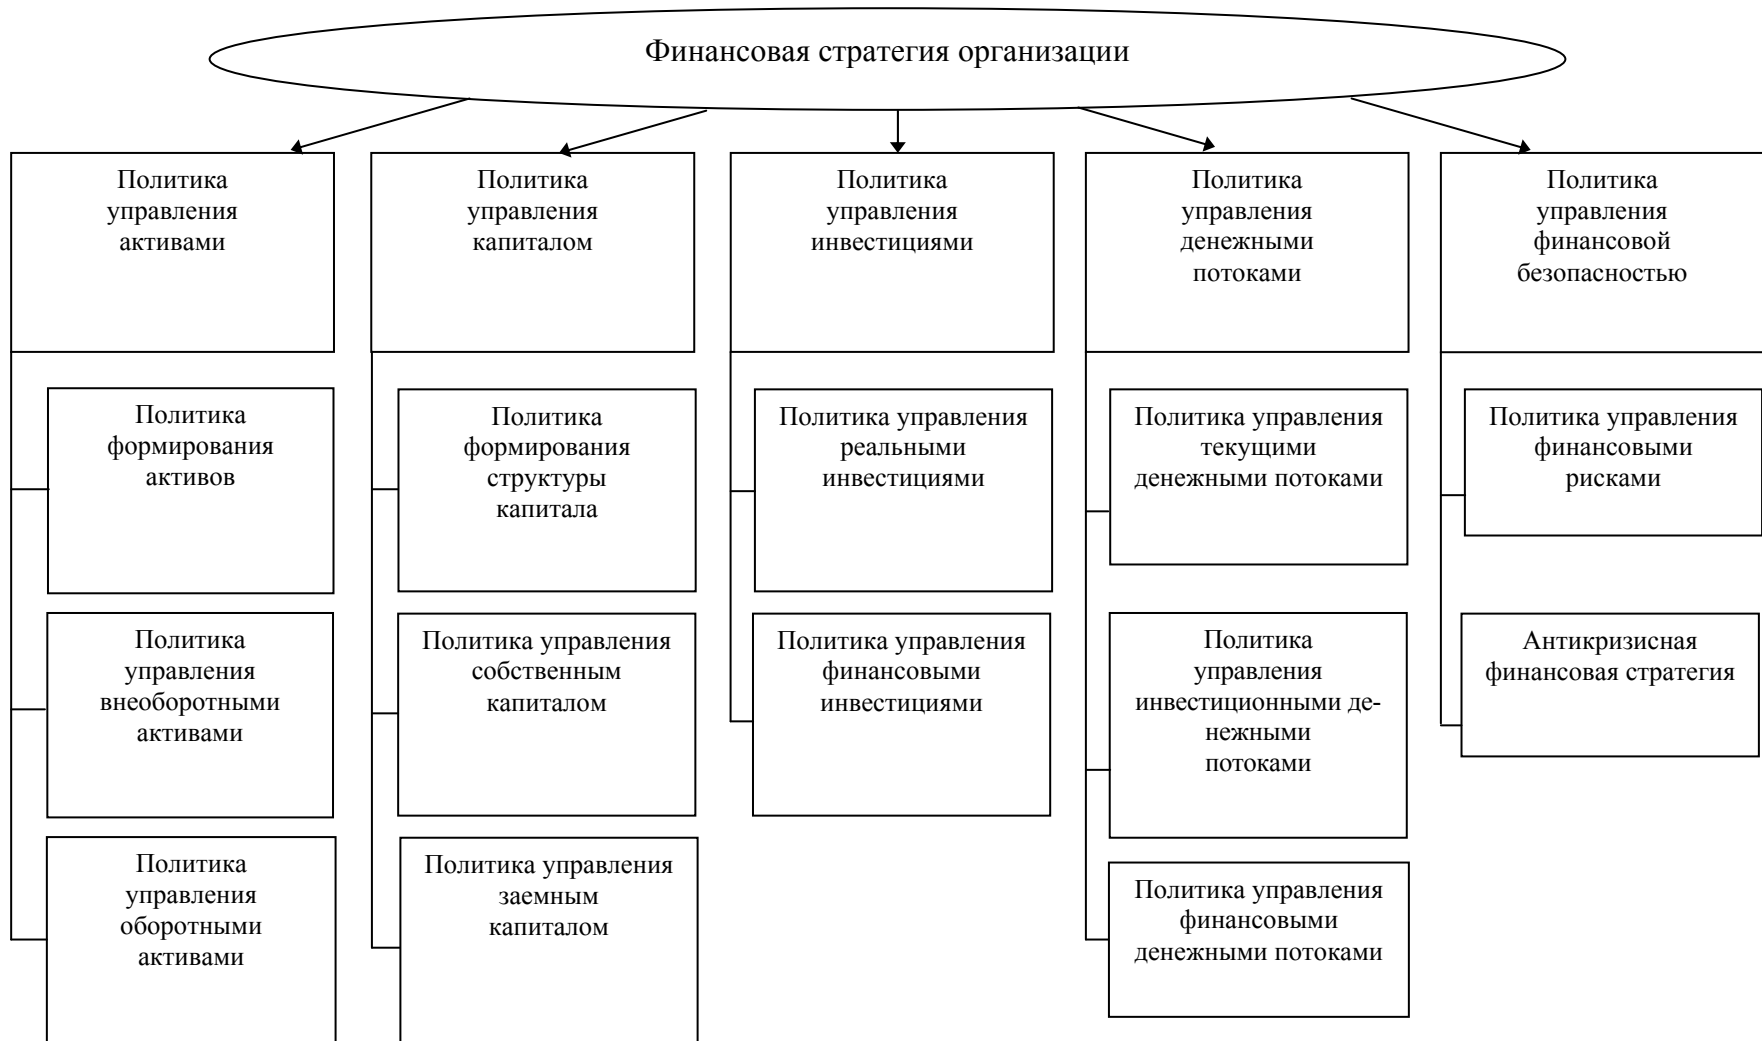 Финансовая стратегия организации
Политика
управления
активами
Политика
управления
капиталом
Политика
управления
инвестициями
Политика
управления
денежными
потоками
Политика
управления
финансовой
безопасностью
Политика
формирования
активов
Политика
формирования
структуры
капитала
Политика управления
реальными
инвестициями
Политика управления
текущими
денежными потоками
Политика управления
финансовыми
рисками
Политика
управления
внеоборотными
активами
Политика управления
собственным
капиталом
Политика управления
финансовыми
инвестициями
Политика
управления
инвестиционными де-
нежными
потоками
Антикризисная
финансовая стратегия
Политика
управления
оборотными
активами
Политика управления
заемным
капиталом
Политика управления
финансовыми
денежными потоками